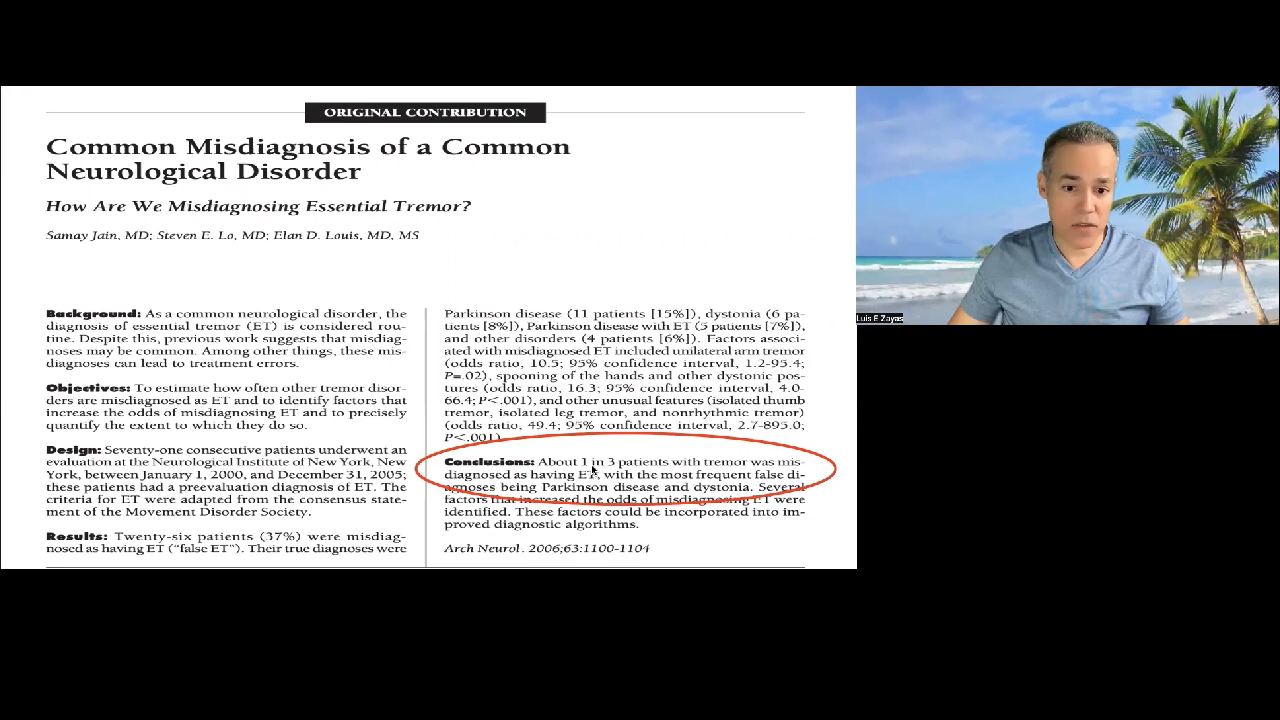 ORIGINAL CONTRIBUTION
Common Misdiagnosis of a Common
Neurological Disorder
How Are We Misdiagnosing Essential Tremor?
Samay Jain, MD; Steven E. Lo, MD; Elan D. Louis, MD, MS
Background: As a common neurological disorder, the
diagnosis of essential tremor (ET) is considered rou-
tine. Despite this, previous work suggests that misdiag-
noses may be common. Among other things, these mis-
diagnoses can lead to treatment errors.
Objectives: To estimate how often other tremor disor-
ders are misdiagnosed as ET and to identify factors that
increase the odds of misdiagnosing ET and to precisely
quantify the extent to which they do so.
Design: Seventy-one consecutive patients underwent an
evaluation at the Neurological Institute of New York, New
York, between January 1, 2000, and December 31, 2005;
these patients had a preevaluation diagnosis of ET. The
criteria for ET were adapted from the consensus state-
ment of the Movement Disorder Society.
Results: Twenty-six patients (37%) were misdiag-
nosed as having ET (“false ET”). Their true diagnoses were
Parkinson disease (11 patients [15%]), dystonia (6 pa-
tients [8%]), Parkinson disease with ET (5 patients [7%]),
and other disorders (4 patients [6%]). Factors associ-
ated with misdiagnosed ET included unilateral arm tremor
(odds ratio, 10.5; 95% confidence interval, 1.2-95.4;
P=.02), spooning of the hands and other dystonic pos-
tures (odds ratio, 16.3; 95% confidence interval, 4.0-
66.4; P<.001), and other unusual features (isolated thumb
tremor, isolated leg tremor, and nonrhythmic tremor)
(odds ratio, 49.4; 95% confidence interval, 2.7-895.0;
P<.001).
Conclusions: About 1 in 3 patients with tremor was mis-
diagnosed as having ET, with the most frequent false di-
agnoses being Parkinson disease and dystonia. Several
factors that increased the odds of misdiagnosing ET were
identified. These factors could be incorporated into im-
proved diagnostic algorithms.
Arch Neurol. 2006;63:1100-1104
Luis E Zayas